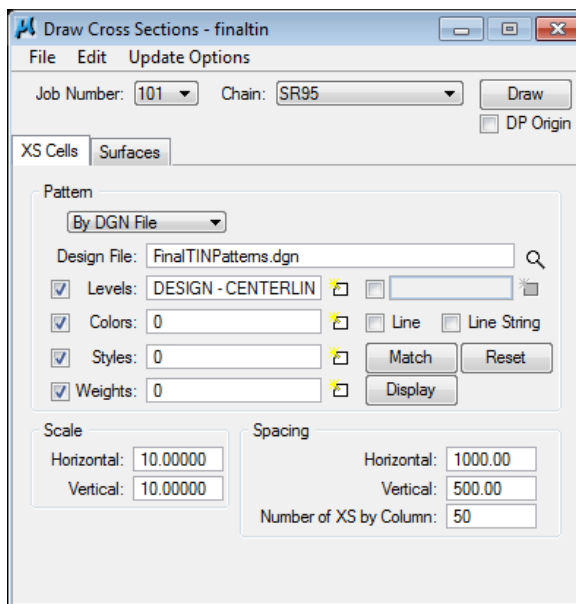 Draw Cross Sections - finaltin
File Edit Update Options
Job Number: 101 Chain: SR95 Draw
DP Origin
XS Cells Surfaces
Pattern
By DGN File
Design File: FinalTINPatterns.dgn
Levels: DESIGN - CENTERLIN
Colors: 0 Line Line String
Styles: 0 Match Reset
Weights: 0 Display
Scale Spacing
Horizontal: 10.00000 Horizontal: 1000.00
Vertical: 10.00000 Vertical: 500.00
Number of XS by Column: 50